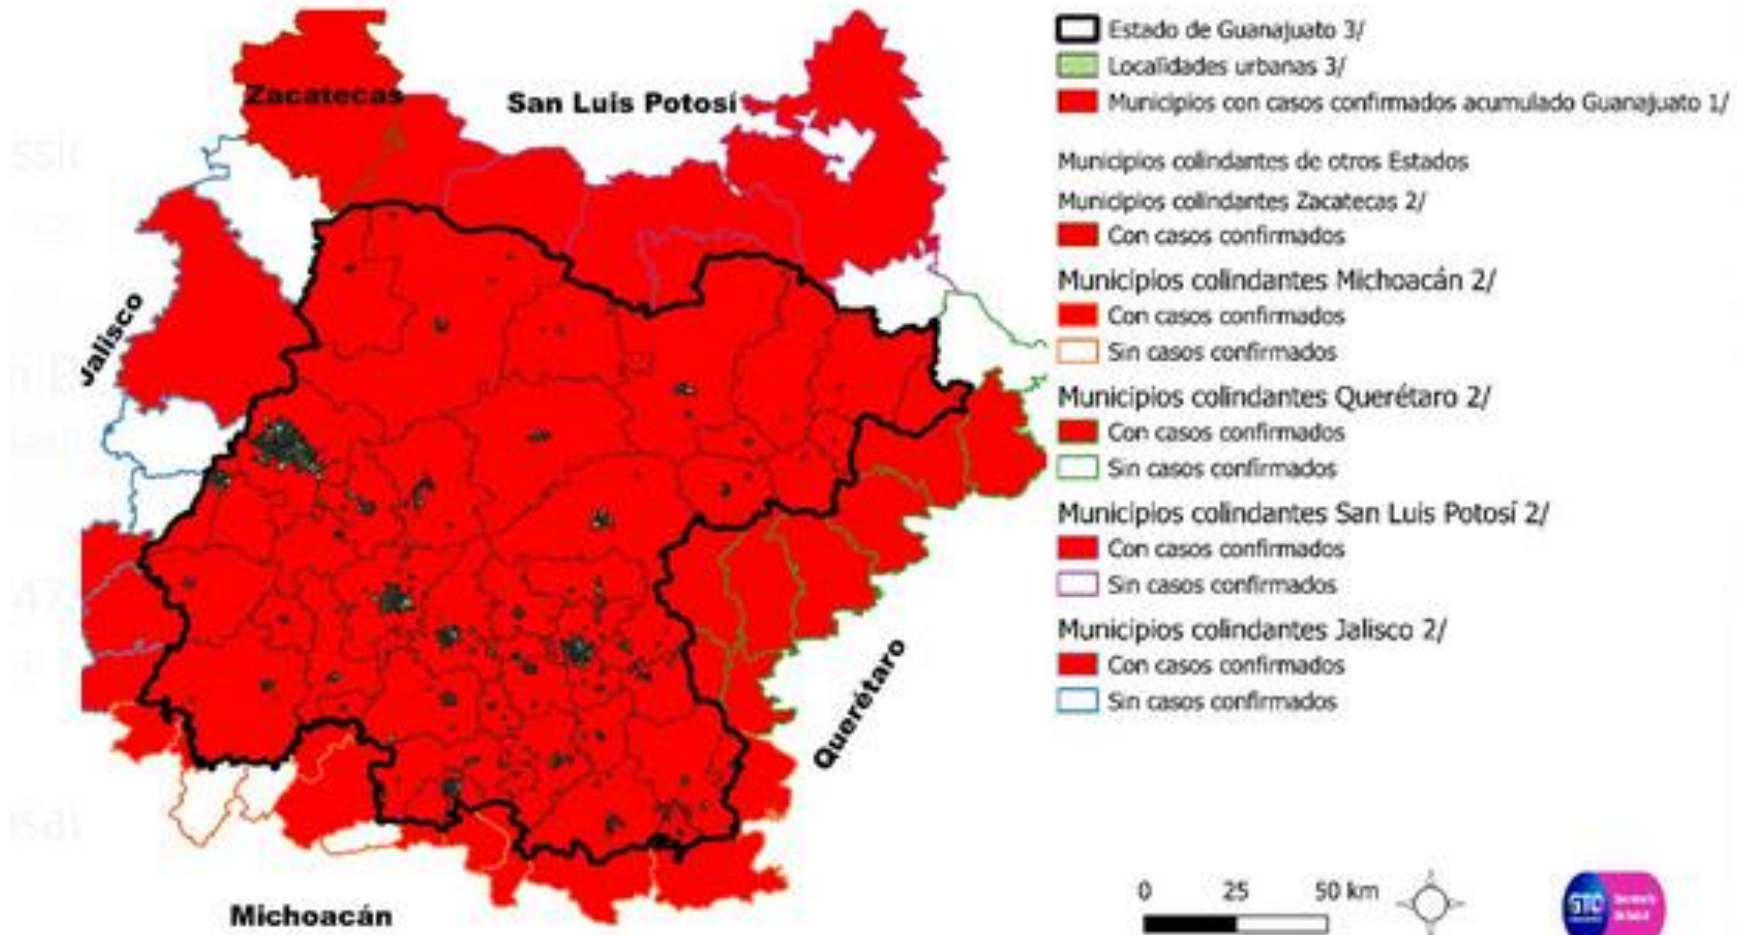 Zacatecas
San Luis Potosí
Jalisco
Querétaro
Michoacán
Estado de Guanajuato 3/
Localidades urbanas 3/
Municipios con casos confirmados acumulado Guanajuato 1/
Municipios colindantes de otros Estados
Municipios colindantes Zacatecas 2/
Con casos confirmados
Municipios colindantes Michoacán 2/
Con casos confirmados
Sin casos confirmados
Municipios colindantes Querétaro 2/
Con casos confirmados
Sin casos confirmados
Municipios colindantes San Luis Potosí 2/
Con casos confirmados
Sin casos confirmados
Municipios colindantes Jalisco 2/
Con casos confirmados
Sin casos confirmados
0 25 50 km
GTO